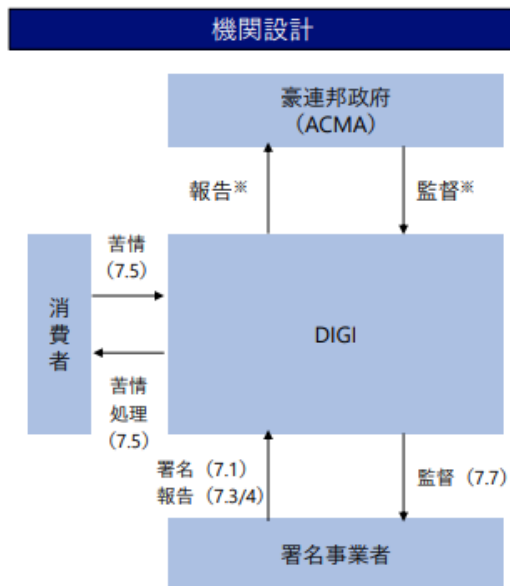 機関設計
豪連邦政府
（ACMA）
報告※
監督※
苦情
（7.5）
消
費
者
DIGI
苦情
処理
（7.5）
署名（7.1）
報告（7.3/4）
監督（7.7）
署名事業者